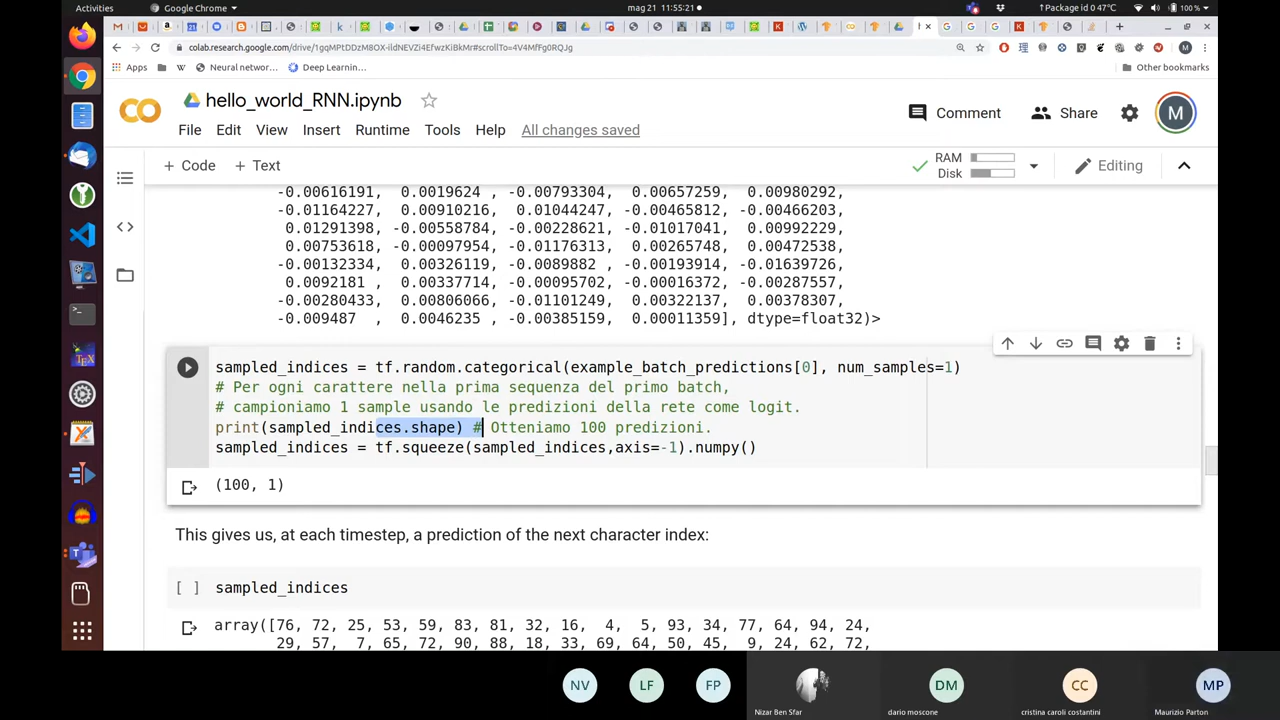 Activities
Google Chrome
mag 21 11:55:21
1 Package id 0 47°C
100 %
colab.research.google.com/drive/1gqMPtDDzM8OX-ildNEVZi4EfwzKiBkMr#scrollTo=4V4MfFg0RQJg
Apps
Neural networ…
Deep Learnin…
Other bookmarks
hello_world_RNN.ipynb
Comment
Share
M
File Edit View Insert Runtime Tools Help All changes saved
+ Code + Text
RAM
Disk
Editing
-0.00616191, 0.0019624 , -0.00793304, 0.00657259, 0.00980292,
-0.01164227, 0.00910216, 0.01044247, -0.00465812, -0.00466203,
0.01291398, -0.00558784, -0.00228621, -0.01017041, 0.00992229,
0.00753618, -0.00097954, -0.01176313, 0.00265748, 0.00472538,
-0.00132334, 0.00326119, -0.0089882 , -0.00193914, -0.01639726,
0.0092181 , 0.00337714, -0.00095702, -0.00016372, -0.00287557,
-0.00280433, 0.00806066, -0.01101249, 0.00322137, 0.00378307,
-0.009487 , 0.0046235 , -0.00385159, 0.00011359], dtype=float32)>
sampled_indices = tf.random.categorical(example_batch_predictions[0], num_samples=1)
# Per ogni carattere nella prima sequenza del primo batch,
# campioniamo 1 sample usando le predizioni della rete come logit.
print(sampled_indices.shape) # Otteniamo 100 predizioni.
sampled_indices = tf.squeeze(sampled_indices,axis=-1).numpy()
(100, 1)
This gives us, at each timestep, a prediction of the next character index:
[ ] sampled_indices
array([76, 72, 25, 53, 59, 83, 81, 32, 16, 4, 5, 93, 34, 77, 64, 94, 24,
29, 57, 7, 65, 72, 90, 88, 18, 33, 69, 64, 50, 45, 9, 24, 62, 72,
NV
LF
FP
DM
CC
MP
Nizar Ben Sfar
dario moscone
cristina caroli costantini
Maurizio Parton